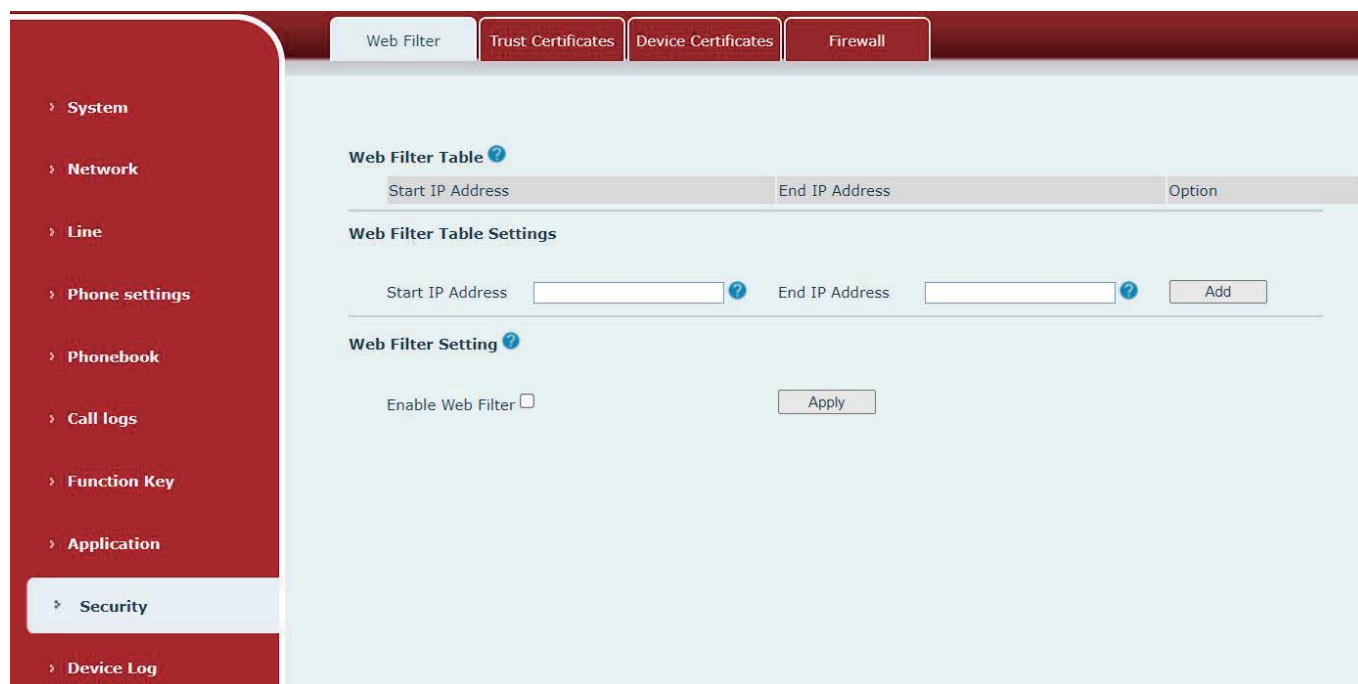 Web Filter Trust Certificates Device Certificates Firewall
System
Network
Line
Phone settings
Phonebook
Call logs
Function Key
Application
Security
Device Log
Web Filter Table ?
Start IP Address End IP Address Option
Web Filter Table Settings
Start IP Address ? End IP Address ? Add
Web Filter Setting ?
Enable Web Filter Apply